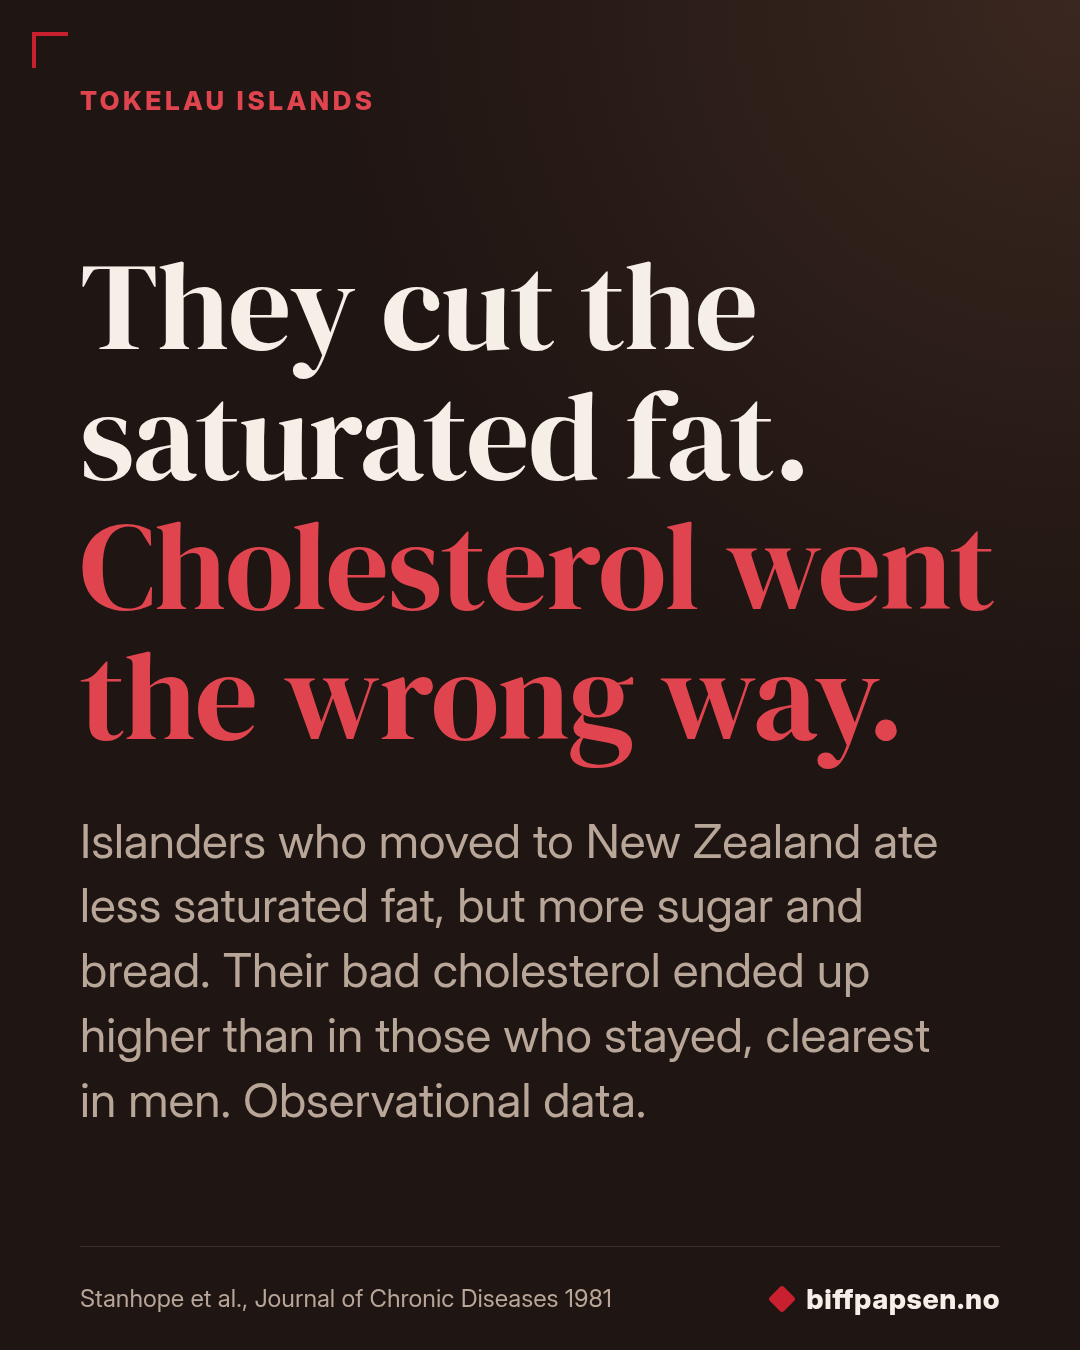 TOKELAU ISLANDS
They cut the
saturated fat.
Cholesterol went
the wrong way.
Islanders who moved to New Zealand ate
less saturated fat, but more sugar and
bread. Their bad cholesterol ended up
higher than in those who stayed, clearest
in men. Observational data.
Stanhope et al., Journal of Chronic Diseases 1981
biffpapsen.no